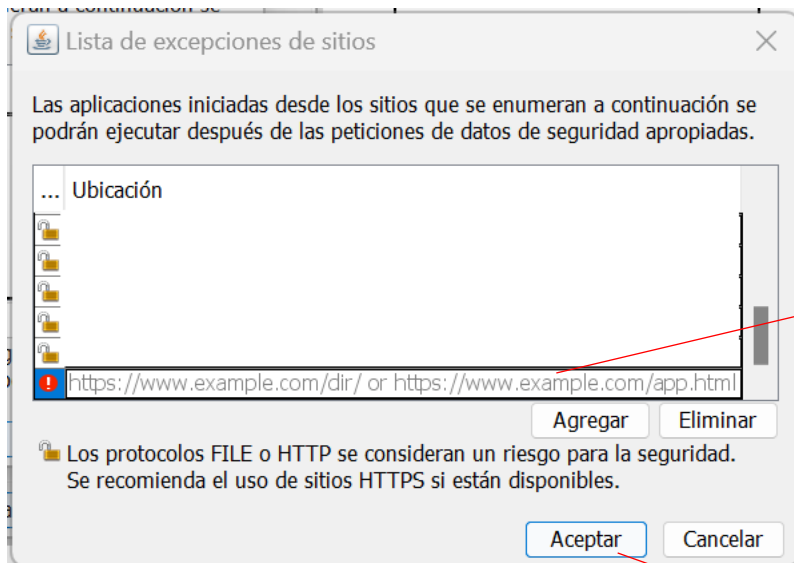 Lista de excepciones de sitios
Las aplicaciones iniciadas desde los sitios que se enumeran a continuación se
podrán ejecutar después de las peticiones de datos de seguridad apropiadas.
... Ubicación
https://www.example.com/dir/ or https://www.example.com/app.html
Agregar Eliminar
Los protocolos FILE o HTTP se consideran un riesgo para la seguridad.
Se recomienda el uso de sitios HTTPS si están disponibles.
Aceptar Cancelar